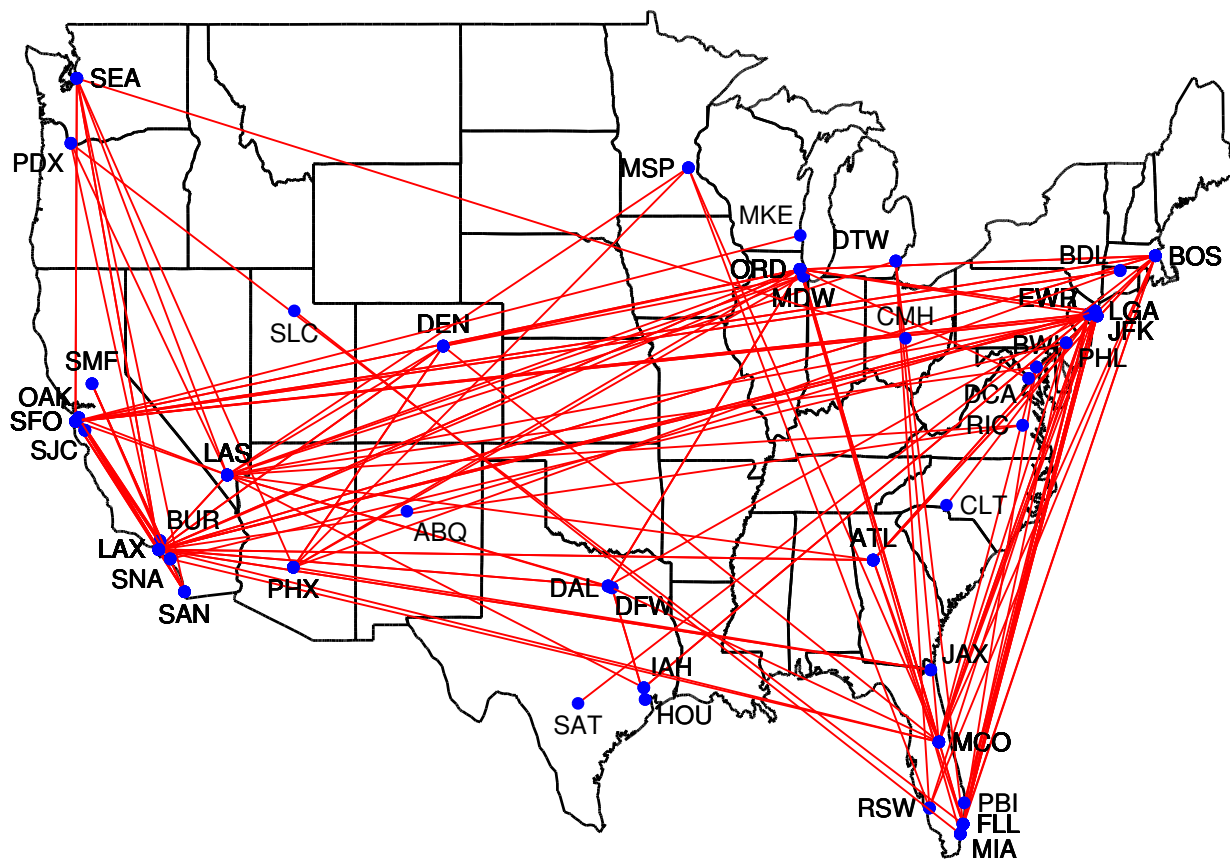 SEA
PDX
MSP
MKE
DTW
BDL
BOS
ORD
MDW
EWR
LGA
JFK
SLC
DEN
CMH
BWI
PHL
SMF
OAK
SFO
SJC
DCA
RIC
LAS
BUR
ABQ
CLT
LAX
SNA
SAN
PHX
DAL
DFW
ATL
JAX
IAH
SAT
HOU
MCO
RSW
PBI
FLL
MIA